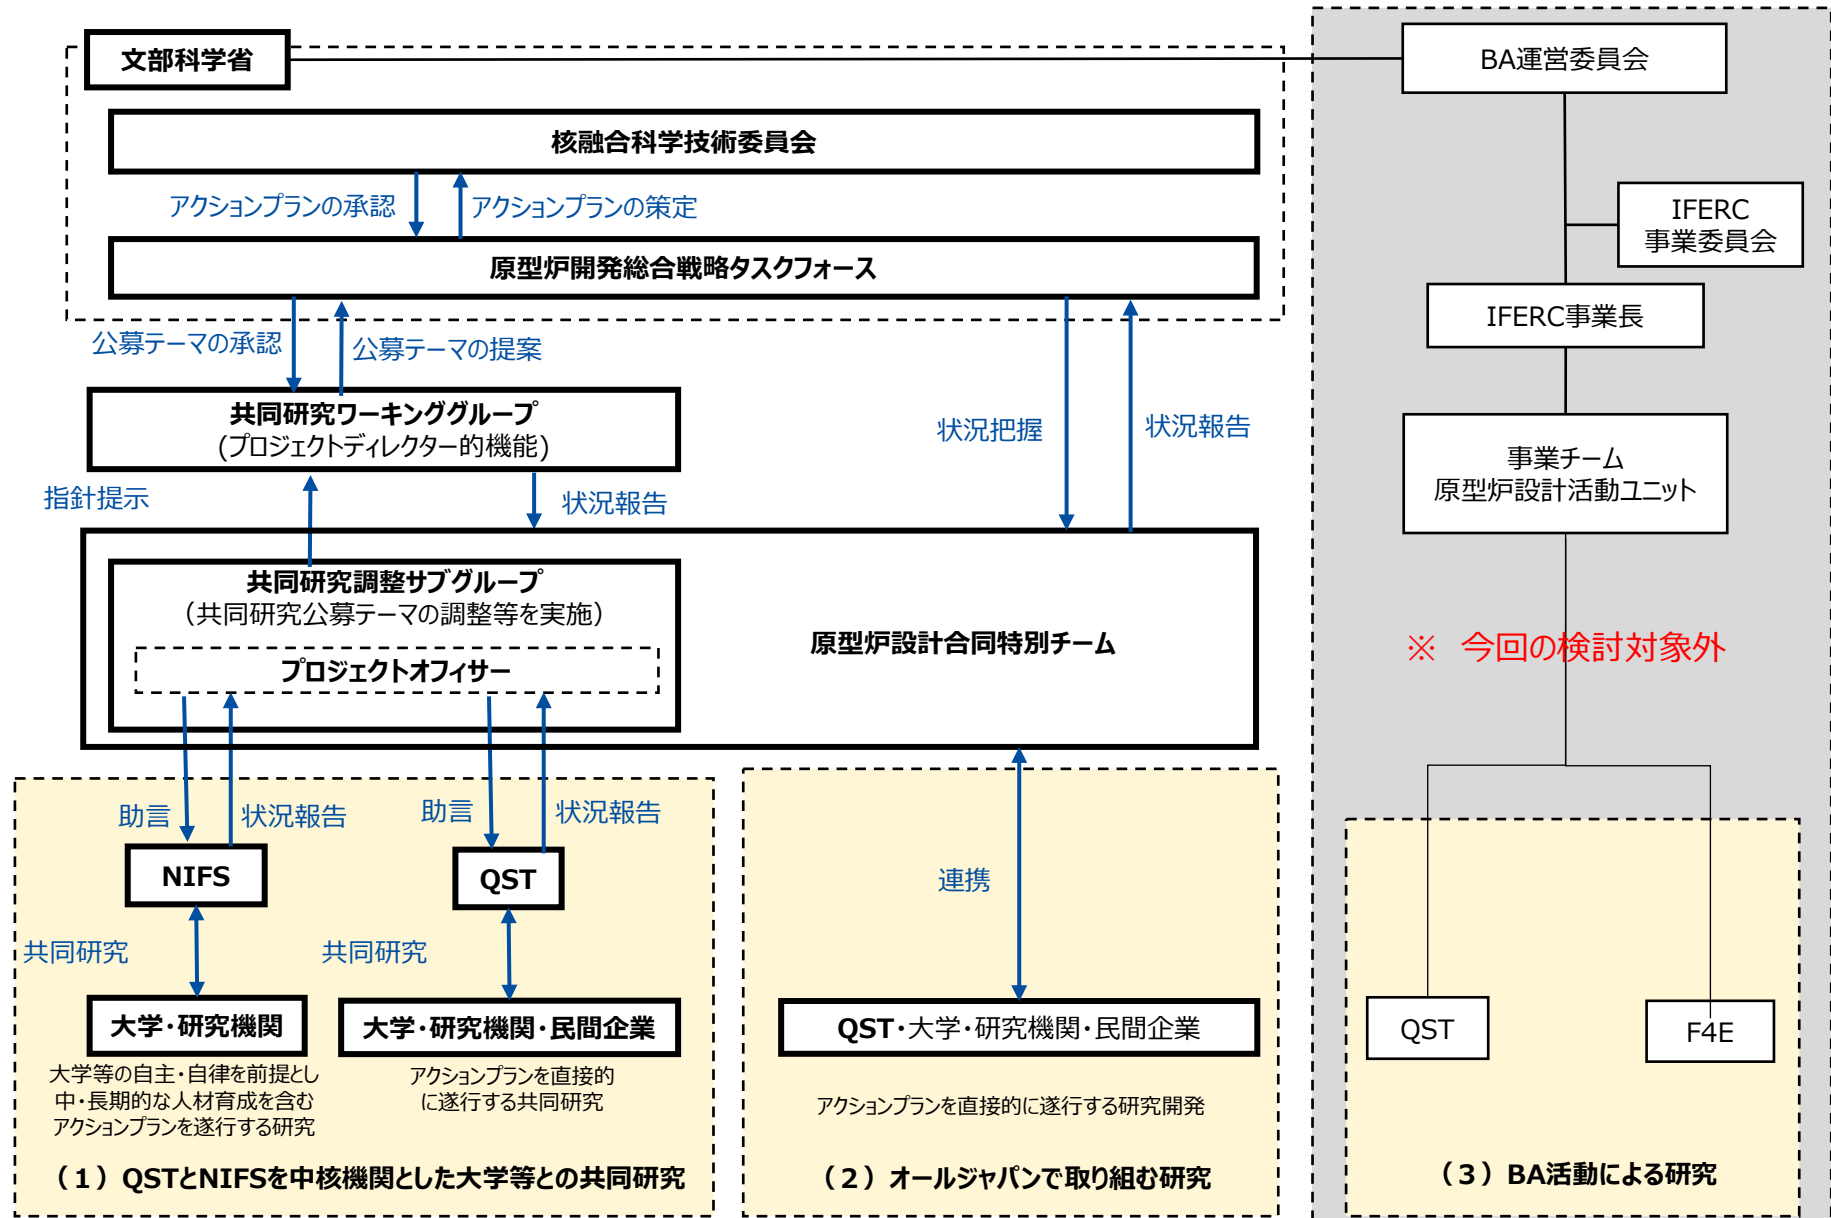 文部科学省
核融合科学技術委員会
アクションプランの承認
アクションプランの策定
原型炉開発総合戦略タスクフォース
公募テーマの承認
公募テーマの提案
共同研究ワーキンググループ
(プロジェクトディレクター的機能)
状況把握
状況報告
指針提示
状況報告
共同研究調整サブグループ
（共同研究公募テーマの調整等を実施）
プロジェクトオフィサー
原型炉設計合同特別チーム
助言
状況報告
助言
状況報告
NIFS
QST
連携
共同研究
共同研究
大学・研究機関
大学・研究機関・民間企業
QST・大学・研究機関・民間企業
大学等の自主・自律を前提とし
中・長期的な人材育成を含む
アクションプランを遂行する研究
アクションプランを直接的
に遂行する共同研究
アクションプランを直接的に遂行する研究開発
（１）QSTとNIFSを中核機関とした大学等との共同研究
（２）オールジャパンで取り組む研究
BA運営委員会
IFERC
事業委員会
IFERC事業長
事業チーム
原型炉設計活動ユニット
※　今回の検討対象外
QST
F4E
（３）BA活動による研究